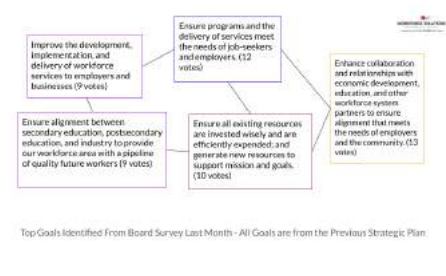 WORKFORCE SOLUTIONS
Ensure programs and the
delivery of services meet
the needs of job-seekers
and employers. (12
votes)
Improve the development,
implementation, and
delivery of workforce
services to employers and
businesses (9 votes)
Enhance collaboration
and relationships with
economic development,
education, and other
workforce system
partners to ensure
alignment that meets
the needs of employers
and the community. (13
votes)
Ensure alignment between
secondary education, postsecondary
education, and industry to provide
our workforce area with a pipeline
of quality future workers (9 votes)
Ensure all existing resources
are invested wisely and are
efficiently expended; and
generate new resources to
support mission and goals.
(10 votes)
Top Goals Identified From Board Survey Last Month - All Goals are from the Previous Strategic Plan